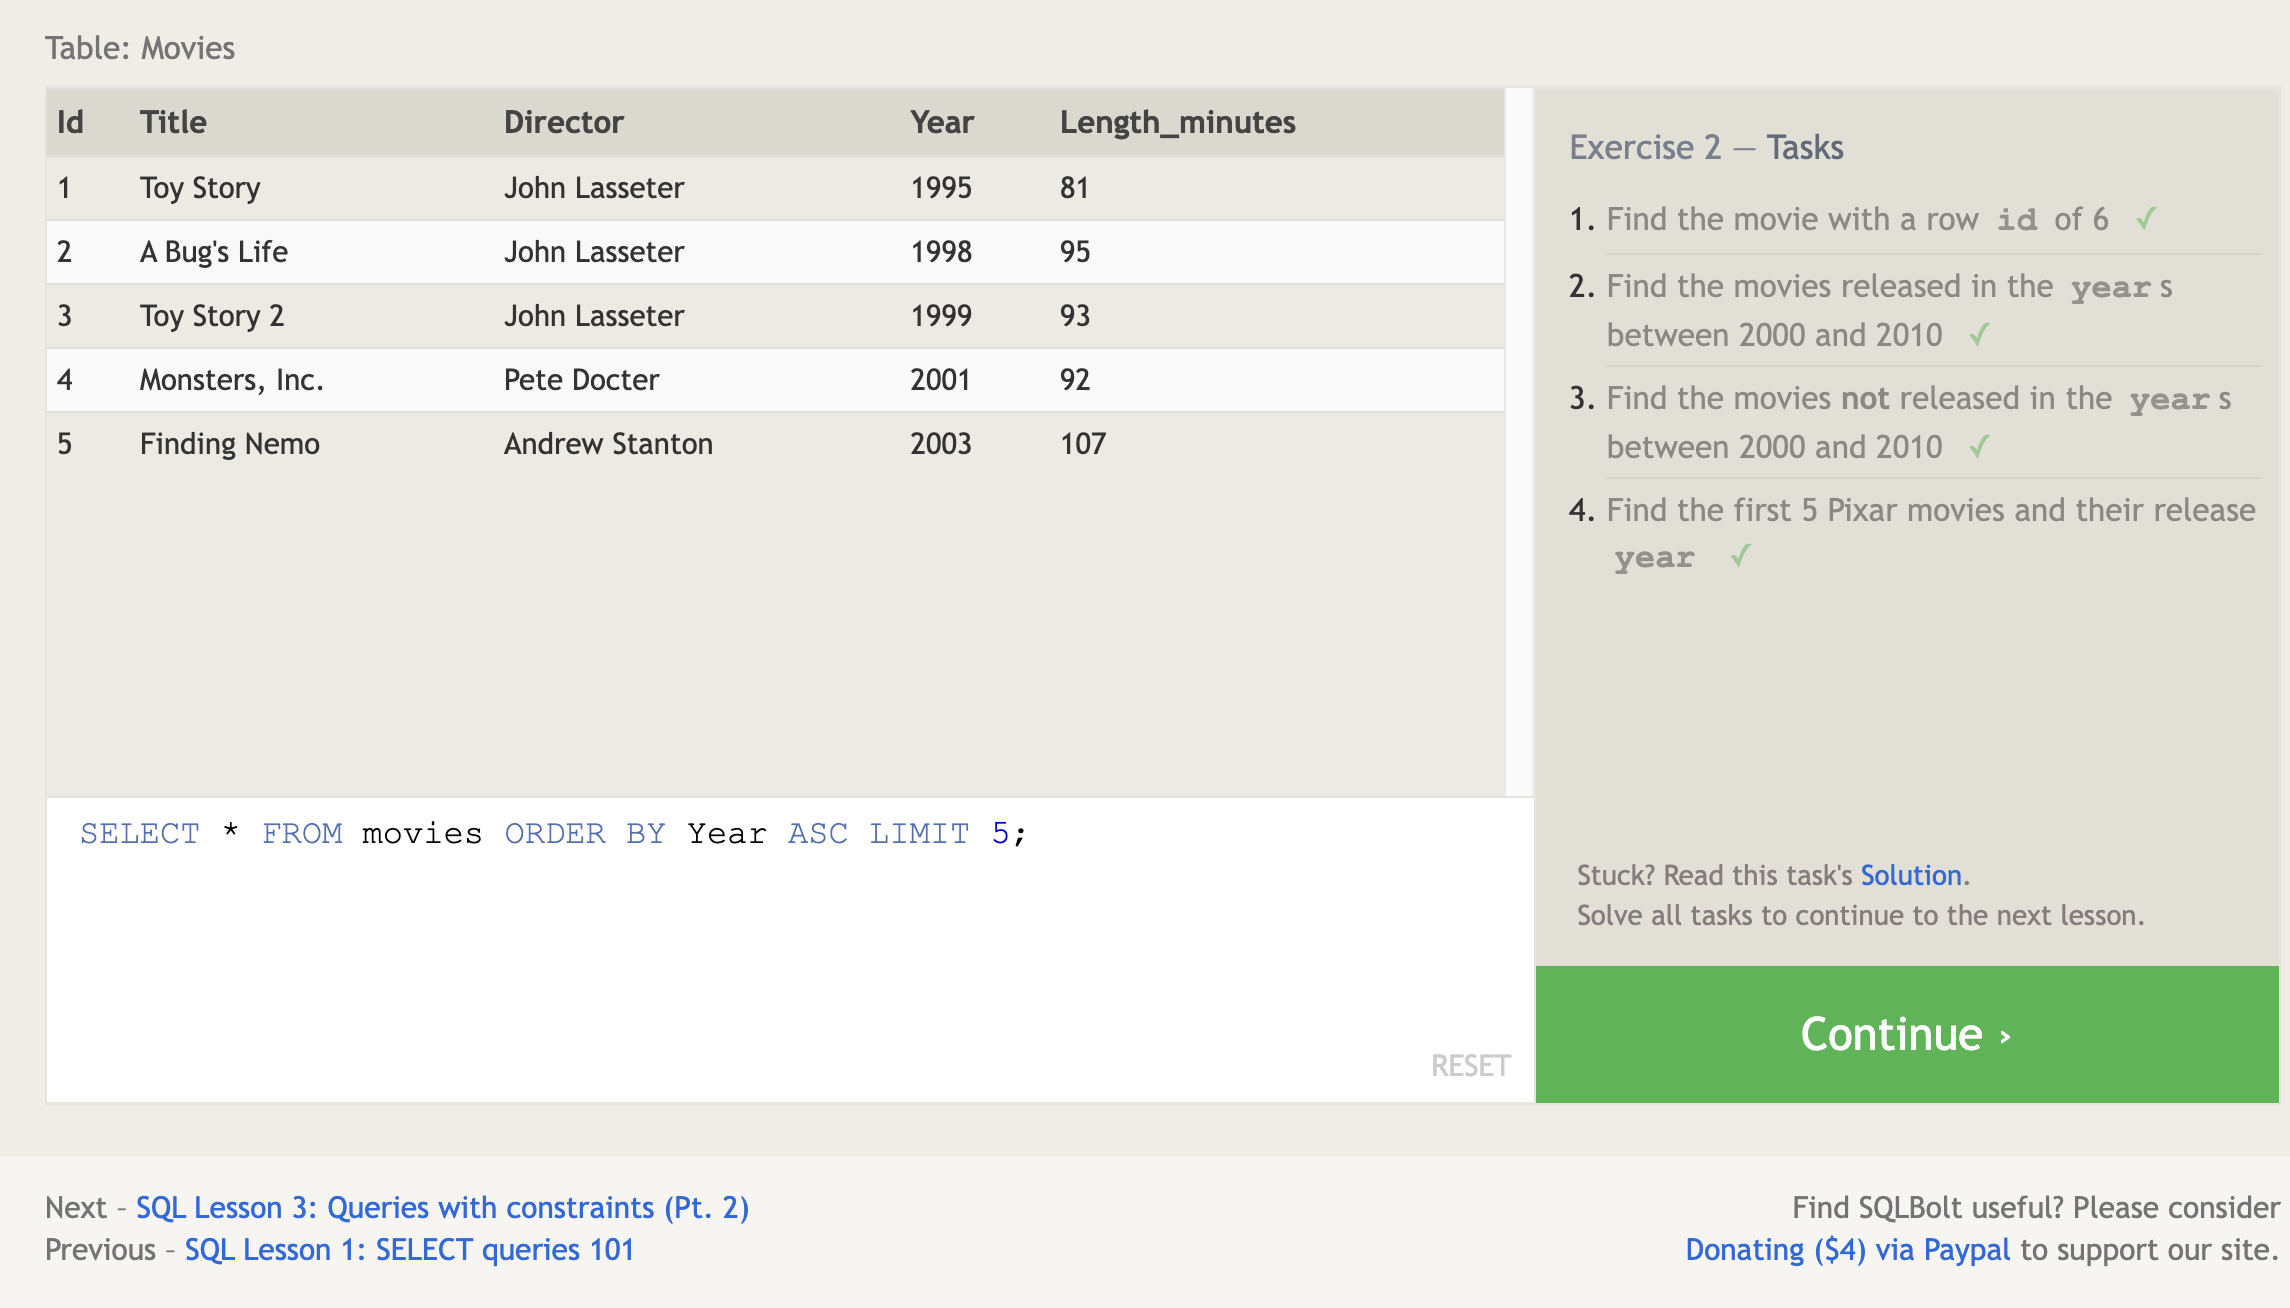 Table: Movies
Id Title Director Year Length_minutes
1 Toy Story John Lasseter 1995 81
2 A Bug's Life John Lasseter 1998 95
3 Toy Story 2 John Lasseter 1999 93
4 Monsters, Inc. Pete Docter 2001 92
5 Finding Nemo Andrew Stanton 2003 107
SELECT * FROM movies ORDER BY Year ASC LIMIT 5;
RESET
Exercise 2 — Tasks
1. Find the movie with a row id of 6 ✓
2. Find the movies released in the year s
between 2000 and 2010 ✓
3. Find the movies not released in the year s
between 2000 and 2010 ✓
4. Find the first 5 Pixar movies and their release
year ✓
Stuck? Read this task's Solution.
Solve all tasks to continue to the next lesson.
Continue ›
Next – SQL Lesson 3: Queries with constraints (Pt. 2)
Previous – SQL Lesson 1: SELECT queries 101
Find SQLBolt useful? Please consider
Donating ($4) via Paypal to support our site.